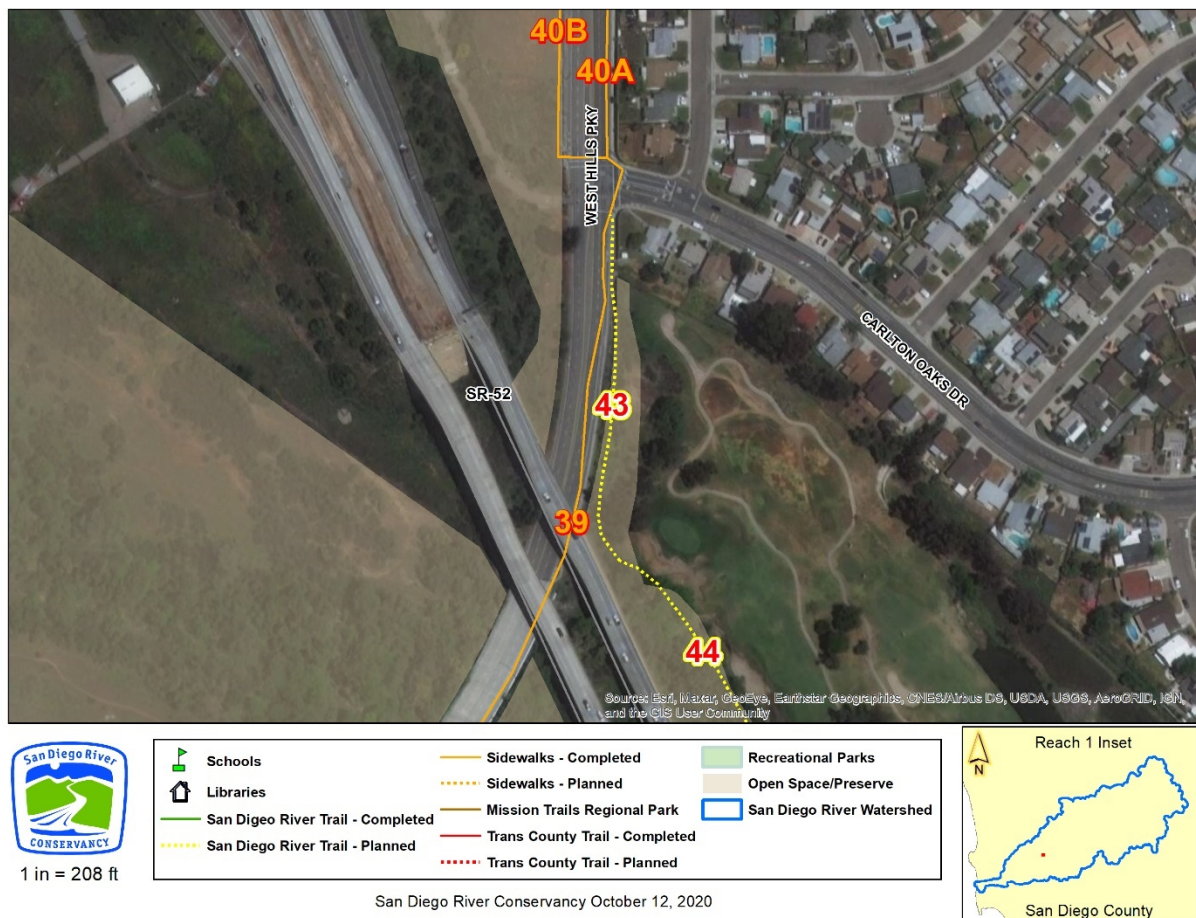 40B
40A
WEST HILLS PKY
CARLTON OAKS DR
SR-52
43
39
44
Source: Esri, Maxar, GeoEye, Earthstar Geographics, CNES/Airbus DS, USDA, USGS, AeroGRID, IGN,
and the GIS User Community
San Diego River
CONSERVANCY
1 in = 208 ft
Schools
Libraries
San Digeo River Trail - Completed
San Diego River Trail - Planned
Sidewalks - Completed
Sidewalks - Planned
Mission Trails Regional Park
Trans County Trail - Completed
Trans County Trail - Planned
Recreational Parks
Open Space/Preserve
San Diego River Watershed
San Diego River Conservancy October 12, 2020
Reach 1 Inset
N
San Diego County